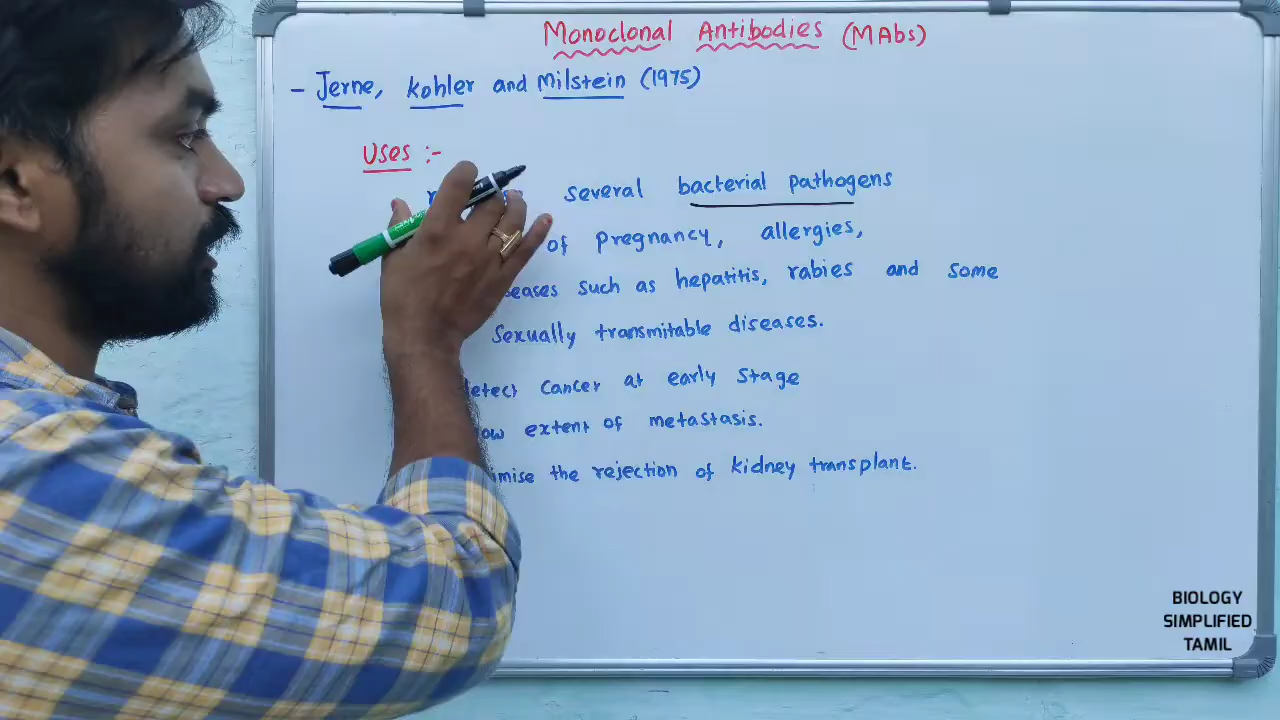 Monoclonal Antibodies (MAbs)
- Jerne, kohler and Milstein (1975)
Uses :-
several bacterial pathogens
of pregnancy, allergies,
such as hepatitis, rabies and some
Sexually transmitable diseases.
cancer at early stage
extent of metastasis.
the rejection of kidney transplant.
BIOLOGY
SIMPLIFIED
TAMIL